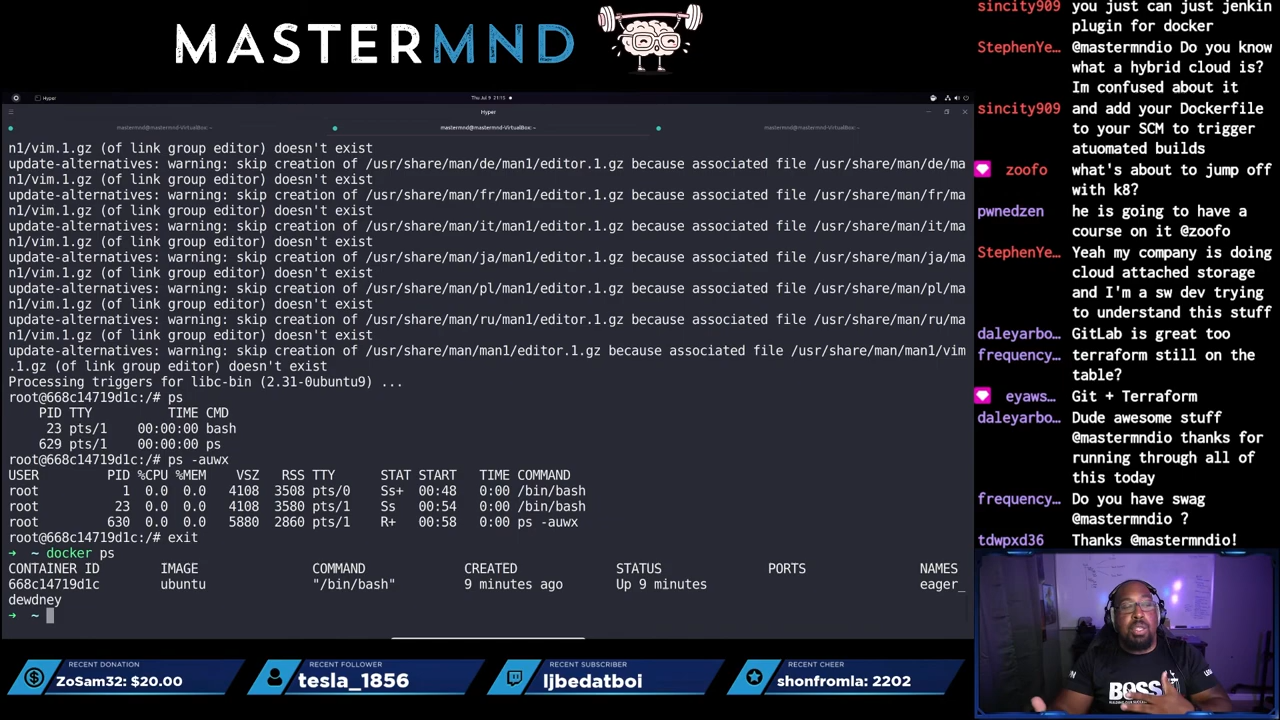 MASTERMND
Thu Jul 9 21:15
Hyper
Hyper
mastermnd@mastermnd-VirtualBox: ~
mastermnd@mastermnd-VirtualBox:~
mastermnd@mastermnd-VirtualBox: ~
n1/vim.1.gz (of link group editor) doesn't exist
update-alternatives: warning: skip creation of /usr/share/man/de/man1/editor.1.gz because associated file /usr/share/man/de/ma
n1/vim.1.gz (of link group editor) doesn't exist
update-alternatives: warning: skip creation of /usr/share/man/fr/man1/editor.1.gz because associated file /usr/share/man/fr/ma
n1/vim.1.gz (of link group editor) doesn't exist
update-alternatives: warning: skip creation of /usr/share/man/it/man1/editor.1.gz because associated file /usr/share/man/it/ma
n1/vim.1.gz (of link group editor) doesn't exist
update-alternatives: warning: skip creation of /usr/share/man/ja/man1/editor.1.gz because associated file /usr/share/man/ja/ma
n1/vim.1.gz (of link group editor) doesn't exist
update-alternatives: warning: skip creation of /usr/share/man/pl/man1/editor.1.gz because associated file /usr/share/man/pl/ma
n1/vim.1.gz (of link group editor) doesn't exist
update-alternatives: warning: skip creation of /usr/share/man/ru/man1/editor.1.gz because associated file /usr/share/man/ru/ma
n1/vim.1.gz (of link group editor) doesn't exist
update-alternatives: warning: skip creation of /usr/share/man/man1/editor.1.gz because associated file /usr/share/man/man1/vim
.1.gz (of link group editor) doesn't exist
Processing triggers for libc-bin (2.31-0ubuntu9) ...
root@668c14719d1c:/# ps
PID TTY TIME CMD
23 pts/1 00:00:00 bash
629 pts/1 00:00:00 ps
root@668c14719d1c:/# ps -auwx
USER PID %CPU %MEM VSZ RSS TTY STAT START TIME COMMAND
root 1 0.0 0.0 4108 3508 pts/0 Ss+ 00:48 0:00 /bin/bash
root 23 0.0 0.0 4108 3580 pts/1 Ss 00:54 0:00 /bin/bash
root 630 0.0 0.0 5880 2860 pts/1 R+ 00:58 0:00 ps -auwx
root@668c14719d1c:/# exit
➜ ~ docker ps
CONTAINER ID IMAGE COMMAND CREATED STATUS PORTS NAMES
668c14719d1c ubuntu "/bin/bash" 9 minutes ago Up 9 minutes eager_
dewdney
➜ ~
sincity909 you just can just jenkin
plugin for docker
StephenYe… @mastermndio Do you know
what a hybrid cloud is?
Im confused about it
sincity909 and add your Dockerfile
to your SCM to trigger
atuomated builds
zoofo what's about to jump off
with k8?
pwnedzen he is going to have a
course on it @zoofo
StephenYe… Yeah my company is doing
cloud attached storage
and I'm a sw dev trying
to understand this stuff
daleyarbo… GitLab is great too
frequency… terraform still on the
table?
eyaws… Git + Terraform
daleyarbo… Dude awesome stuff
@mastermndio thanks for
running through all of
this today
frequency… Do you have swag
@mastermndio ?
tdwpxd36 Thanks @mastermndio!
BOSS
RECENT DONATION
ZoSam32: $20.00
RECENT FOLLOWER
tesla_1856
RECENT SUBSCRIBER
ljbedatboi
RECENT CHEER
shonfromla: 2202